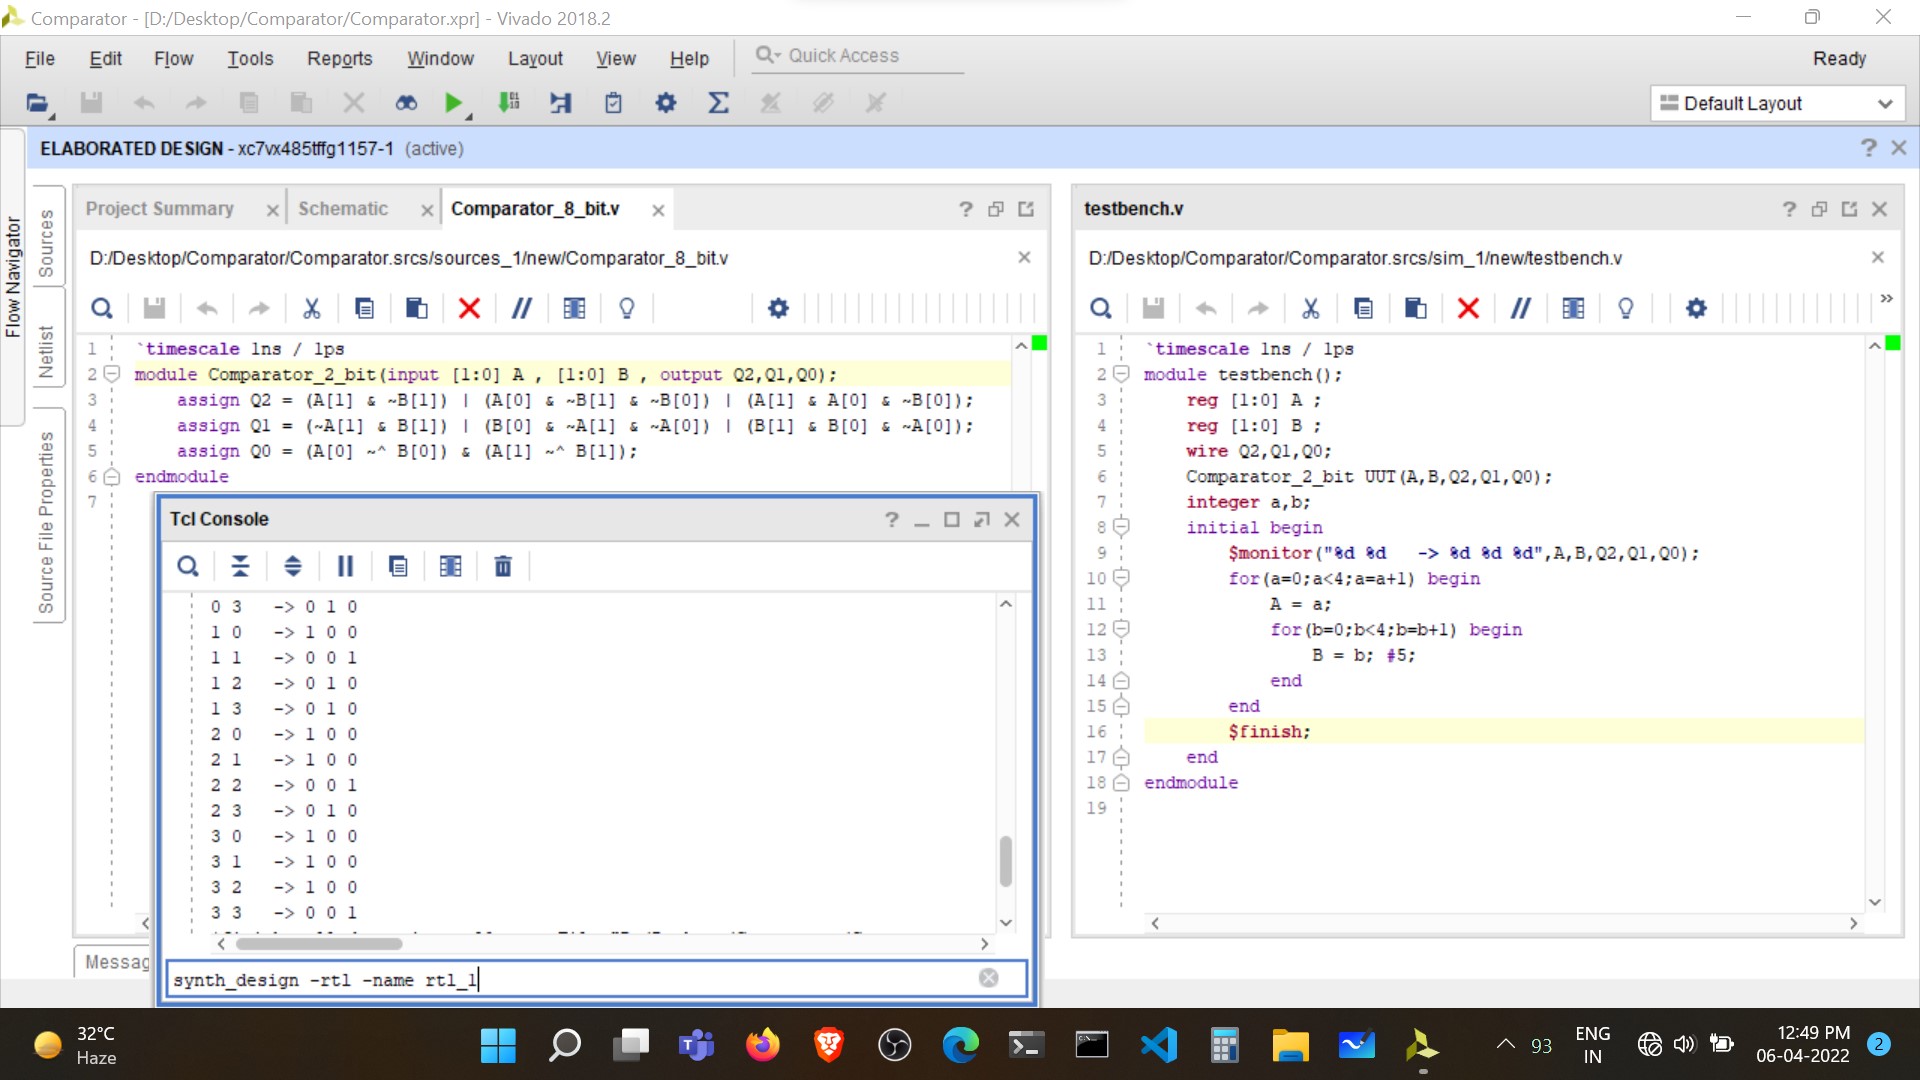 Comparator - [D:/Desktop/Comparator/Comparator.xpr] - Vivado 2018.2
File Edit Flow Tools Reports Window Layout View Help Quick Access Ready
Default Layout
ELABORATED DESIGN - xc7vx485tffg1157-1 (active)
Flow Navigator
Sources
Netlist
Source File Properties
Project Summary Schematic Comparator_8_bit.v
D:/Desktop/Comparator/Comparator.srcs/sources_1/new/Comparator_8_bit.v
1 `timescale 1ns / 1ps
2 module Comparator_2_bit(input [1:0] A , [1:0] B , output Q2,Q1,Q0);
3 assign Q2 = (A[1] & ~B[1]) | (A[0] & ~B[1] & ~B[0]) | (A[1] & A[0] & ~B[0]);
4 assign Q1 = (~A[1] & B[1]) | (B[0] & ~A[1] & ~A[0]) | (B[1] & B[0] & ~A[0]);
5 assign Q0 = (A[0] ~^ B[0]) & (A[1] ~^ B[1]);
6 endmodule
7
Tcl Console
0 3 -> 0 1 0
1 0 -> 1 0 0
1 1 -> 0 0 1
1 2 -> 0 1 0
1 3 -> 0 1 0
2 0 -> 1 0 0
2 1 -> 1 0 0
2 2 -> 0 0 1
2 3 -> 0 1 0
3 0 -> 1 0 0
3 1 -> 1 0 0
3 2 -> 1 0 0
3 3 -> 0 0 1
synth_design -rtl -name rtl_1
Messag
testbench.v
D:/Desktop/Comparator/Comparator.srcs/sim_1/new/testbench.v
1 `timescale 1ns / 1ps
2 module testbench();
3 reg [1:0] A ;
4 reg [1:0] B ;
5 wire Q2,Q1,Q0;
6 Comparator_2_bit UUT(A,B,Q2,Q1,Q0);
7 integer a,b;
8 initial begin
9 $monitor("%d %d -> %d %d %d",A,B,Q2,Q1,Q0);
10 for(a=0;a<4;a=a+1) begin
11 A = a;
12 for(b=0;b<4;b=b+1) begin
13 B = b; #5;
14 end
15 end
16 $finish;
17 end
18 endmodule
19
32°C
Haze
93
ENG
IN
12:49 PM
06-04-2022
2